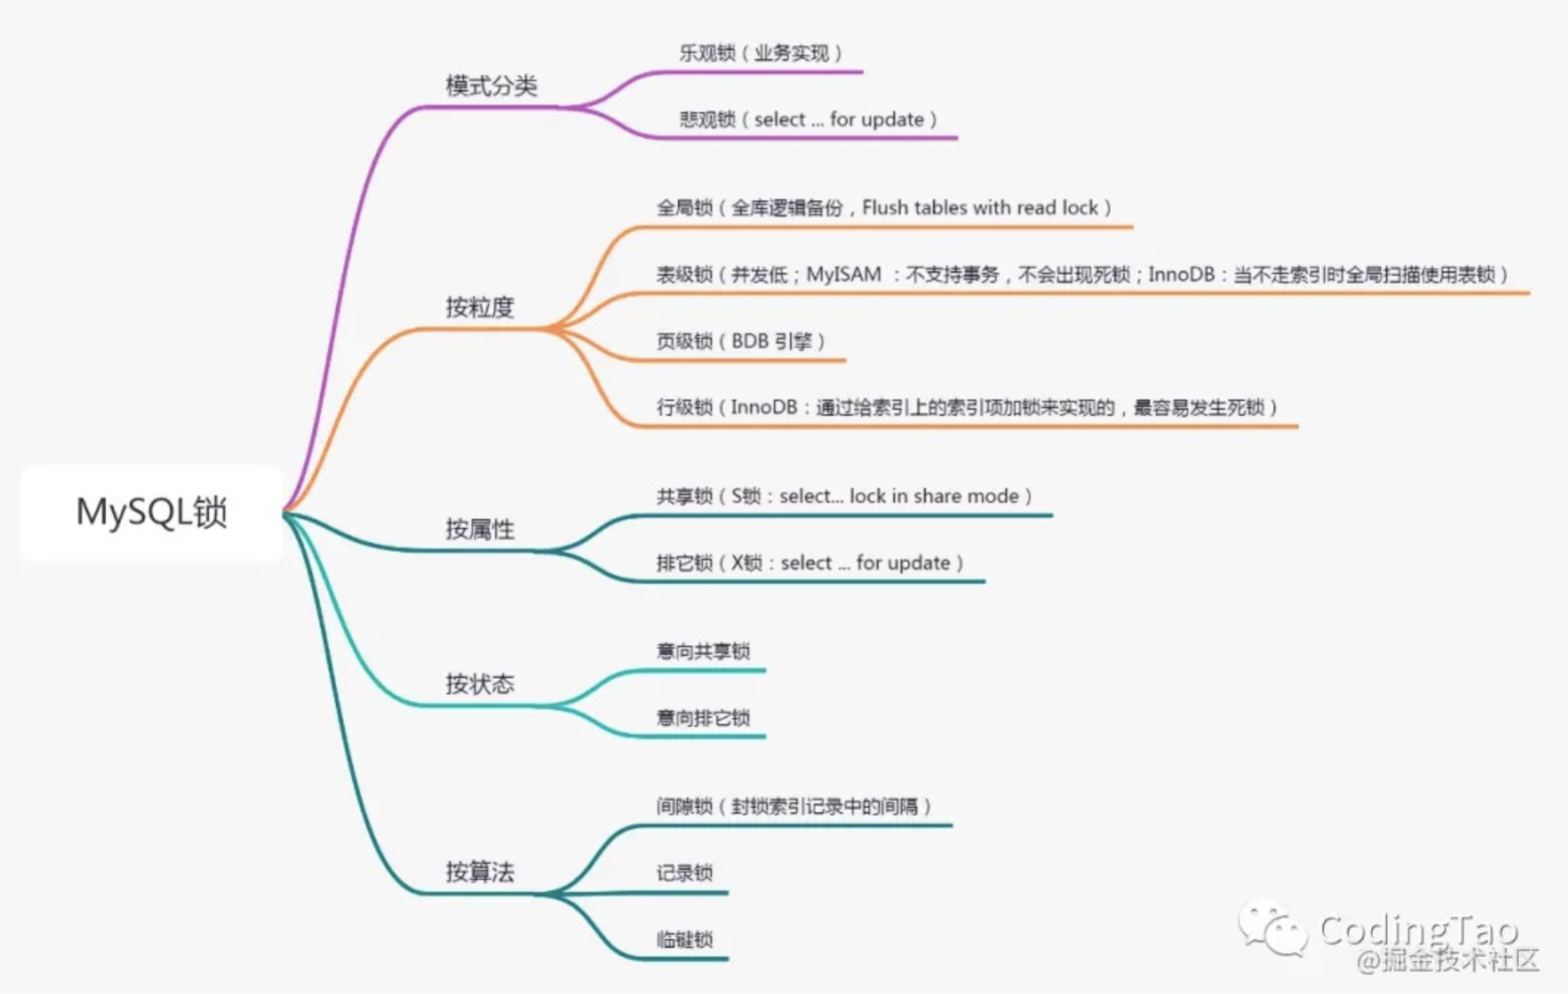 MySQL锁
模式分类
乐观锁（业务实现）
悲观锁（select ... for update）
按粒度
全局锁（全库逻辑备份，Flush tables with read lock）
表级锁（并发低；MyISAM ：不支持事务，不会出现死锁；InnoDB：当不走索引时全局扫描使用表锁）
页级锁（BDB 引擎）
行级锁（InnoDB：通过给索引上的索引项加锁来实现的，最容易发生死锁）
按属性
共享锁（S锁：select... lock in share mode）
排它锁（X锁：select ... for update）
按状态
意向共享锁
意向排它锁
按算法
间隙锁（封锁索引记录中的间隔）
记录锁
临键锁
CodingTao
@掘金技术社区